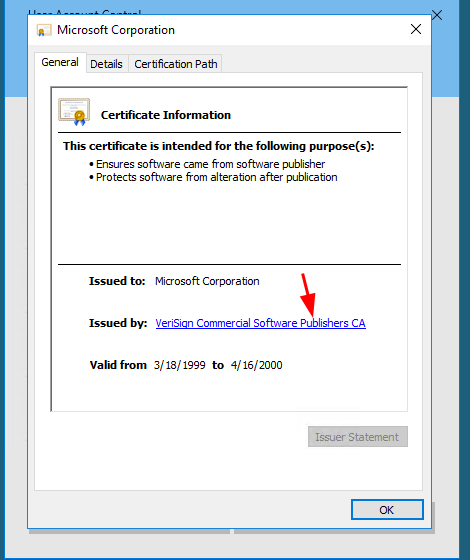 User Account Control
Microsoft Corporation
General Details Certification Path
Certificate Information
This certificate is intended for the following purpose(s):
• Ensures software came from software publisher
• Protects software from alteration after publication
Issued to: Microsoft Corporation
Issued by: VeriSign Commercial Software Publishers CA
Valid from 3/18/1999 to 4/16/2000
Issuer Statement
OK